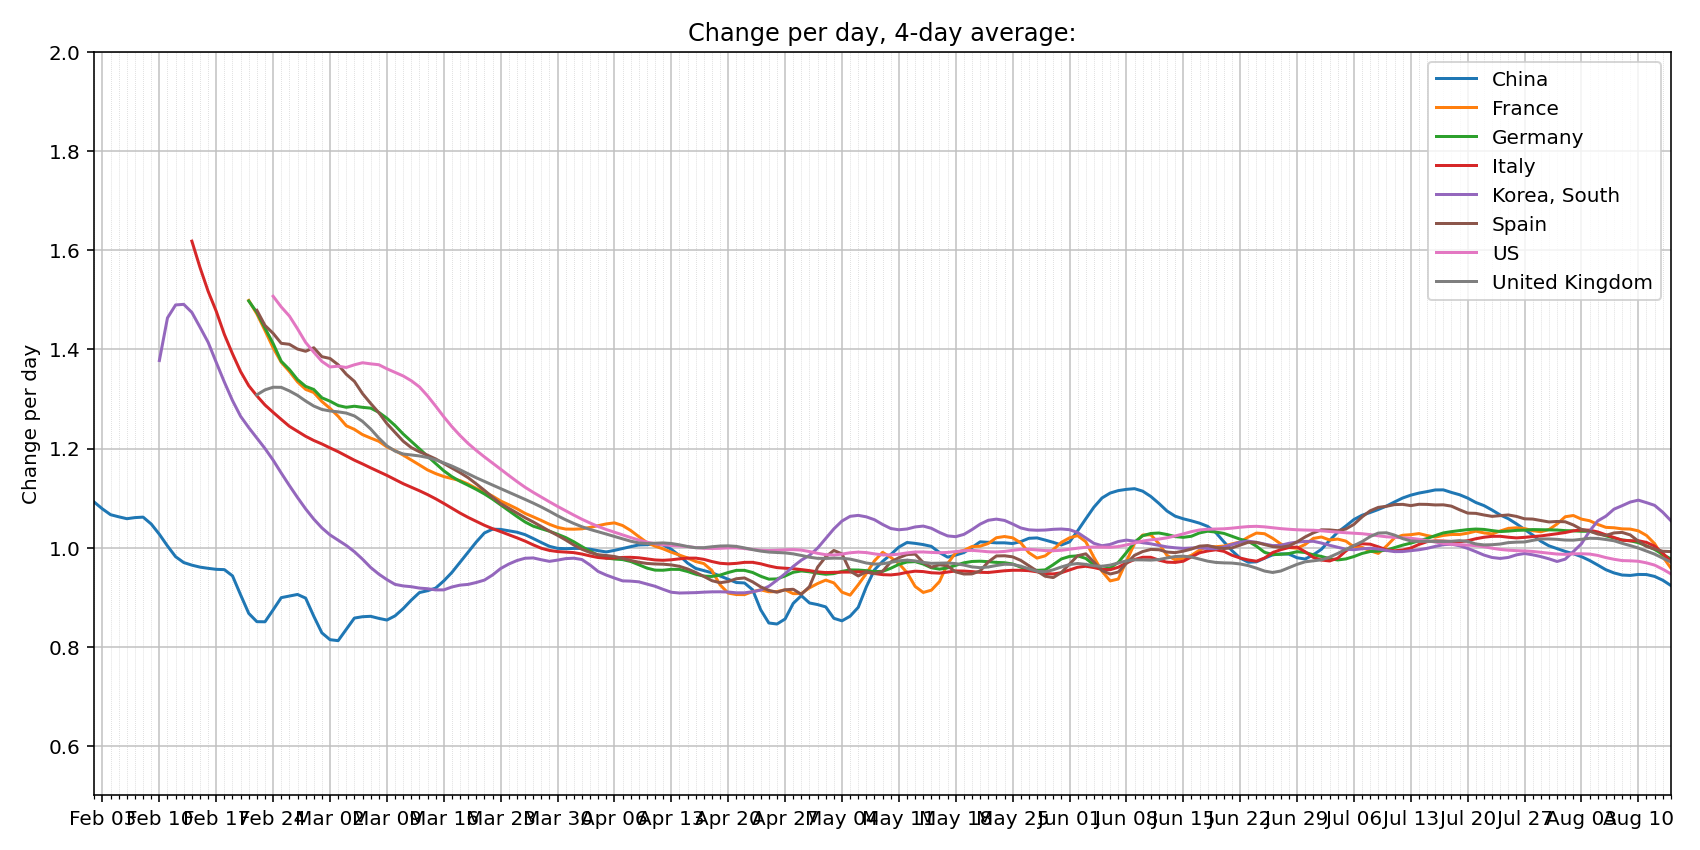 Change per day, 4-day average:
Change per day
2.0
1.8
1.6
1.4
1.2
1.0
0.8
0.6
China
France
Germany
Italy
Korea, South
Spain
US
United Kingdom
Feb 03 Feb 10 Feb 17 Feb 24 Mar 02 Mar 09 Mar 16 Mar 23 Mar 30 Apr 06 Apr 13 Apr 20 Apr 27 May 04 May 11 May 18 May 25 Jun 01 Jun 08 Jun 15 Jun 22 Jun 29 Jul 06 Jul 13 Jul 20 Jul 27 Aug 03 Aug 10